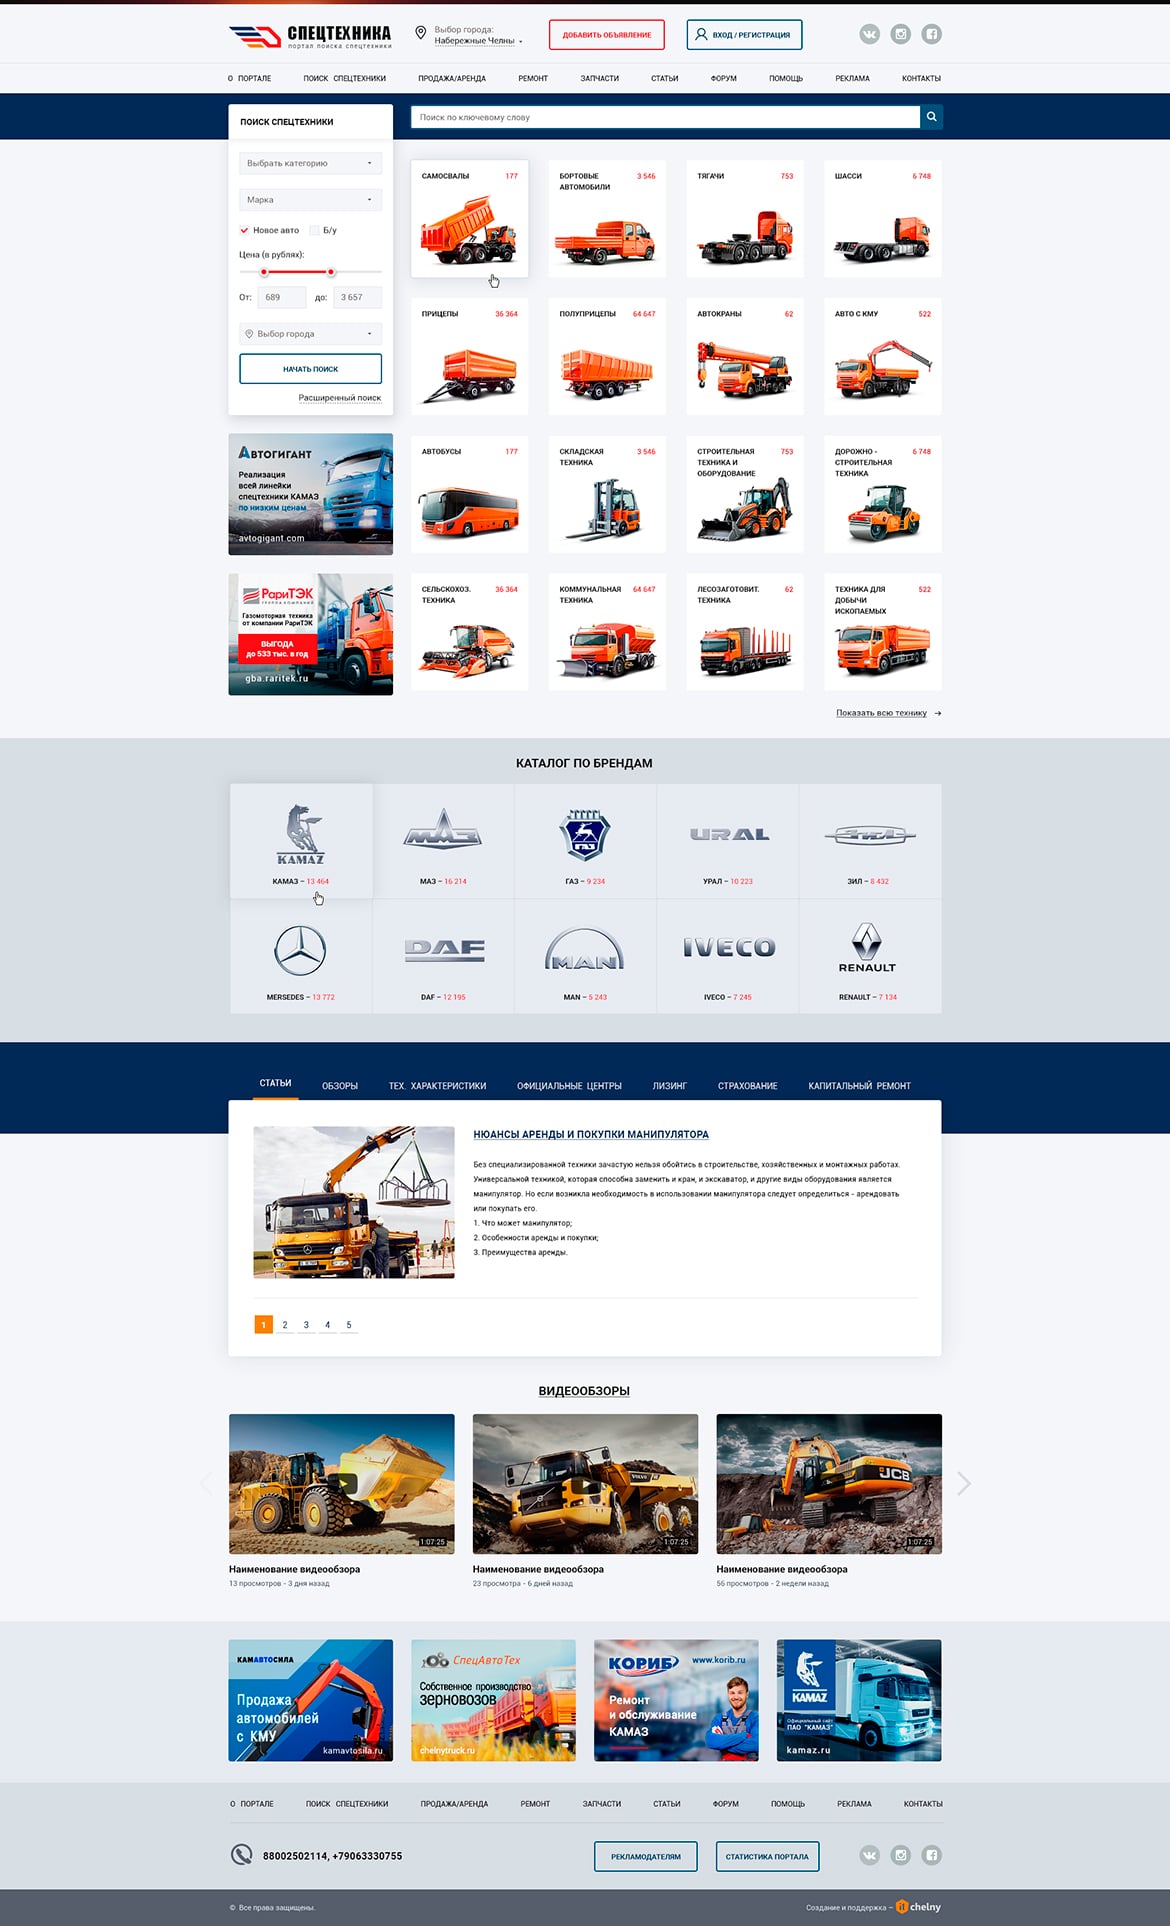 СПЕЦТЕХНИКА
портал поиска спецтехники
Выбор города:
Набережные Челны
ДОБАВИТЬ ОБЪЯВЛЕНИЕ
ВХОД / РЕГИСТРАЦИЯ
О ПОРТАЛЕ
ПОИСК СПЕЦТЕХНИКИ
ПРОДАЖА/АРЕНДА
РЕМОНТ
ЗАПЧАСТИ
СТАТЬИ
ФОРУМ
ПОМОЩЬ
РЕКЛАМА
КОНТАКТЫ
ПОИСК СПЕЦТЕХНИКИ
Поиск по ключевому слову
Выбрать категорию
Марка
Новое авто
Б/у
Цена (в рублях):
От: 689 до: 3 657
Выбор города
НАЧАТЬ ПОИСК
Расширенный поиск
САМОСВАЛЫ 177
БОРТОВЫЕ 3 546
АВТОМОБИЛИ
ТЯГАЧИ 753
ШАССИ 6 748
ПРИЦЕПЫ 36 364
ПОЛУПРИЦЕПЫ 64 647
АВТОКРАНЫ 62
АВТО С КМУ 522
АВТОБУСЫ 177
СКЛАДСКАЯ 3 546
ТЕХНИКА
СТРОИТЕЛЬНАЯ 753
ТЕХНИКА И
ОБОРУДОВАНИЕ
ДОРОЖНО - 6 748
СТРОИТЕЛЬНАЯ
ТЕХНИКА
СЕЛЬСКОХОЗ. 36 364
ТЕХНИКА
КОММУНАЛЬНАЯ 64 647
ТЕХНИКА
ЛЕСОЗАГОТОВИТ. 62
ТЕХНИКА
ТЕХНИКА ДЛЯ 522
ДОБЫЧИ
ИСКОПАЕМЫХ
АВТОГИГАНТ
Реализация
всей линейки
спецтехники КАМАЗ
по низким ценам
avtogigant.com
РариТЭК
ГРУППА КОМПАНИЙ
Газомоторная техника
от компании РариТЭК
ВЫГОДА
до 533 тыс. в год
gba.raritek.ru
Показать всю технику
КАТАЛОГ ПО БРЕНДАМ
KAMAZ
КАМАЗ – 13 464
МАЗ
МАЗ – 16 214
ГАЗ
ГАЗ – 9 234
URAL
УРАЛ – 10 223
ЗИЛ
ЗИЛ – 8 432
MERSEDES – 13 772
DAF
DAF – 12 195
MAN
MAN – 5 243
IVECO
IVECO – 7 245
RENAULT
RENAULT – 7 134
СТАТЬИ
ОБЗОРЫ
ТЕХ. ХАРАКТЕРИСТИКИ
ОФИЦИАЛЬНЫЕ ЦЕНТРЫ
ЛИЗИНГ
СТРАХОВАНИЕ
КАПИТАЛЬНЫЙ РЕМОНТ
НЮАНСЫ АРЕНДЫ И ПОКУПКИ МАНИПУЛЯТОРА
Без специализированной техники зачастую нельзя обойтись в строительстве, хозяйственных и монтажных работах.
Универсальной техникой, которая способна заменить и кран, и экскаватор, и другие виды оборудования является
манипулятор. Но если возникла необходимость в использовании манипулятора следует определиться - арендовать
или покупать его.
1. Что может манипулятор;
2. Особенности аренды и покупки;
3. Преимущества аренды.
1 2 3 4 5
ВИДЕООБЗОРЫ
1:07:25
VOLVO
1:07:25
JCB
1:07:25
Наименование видеообзора
13 просмотров - 3 дня назад
Наименование видеообзора
23 просмотра - 6 дней назад
Наименование видеообзора
56 просмотров - 2 недели назад
КАМАВТОСИЛА
Продажа
автомобилей
с КМУ
kamavtosila.ru
СпецАвтоТех
Собственное производство
зерновозов
chelnytruck.ru
КОРИБ
www.korib.ru
Ремонт
и обслуживание
КАМАЗ
KAMAZ
Официальный сайт
ПАО "КАМАЗ"
kamaz.ru
О ПОРТАЛЕ
ПОИСК СПЕЦТЕХНИКИ
ПРОДАЖА/АРЕНДА
РЕМОНТ
ЗАПЧАСТИ
СТАТЬИ
ФОРУМ
ПОМОЩЬ
РЕКЛАМА
КОНТАКТЫ
88002502114, +79063330755
РЕКЛАМОДАТЕЛЯМ
СТАТИСТИКА ПОРТАЛА
© Все права защищены.
Создание и поддержка – it chelny